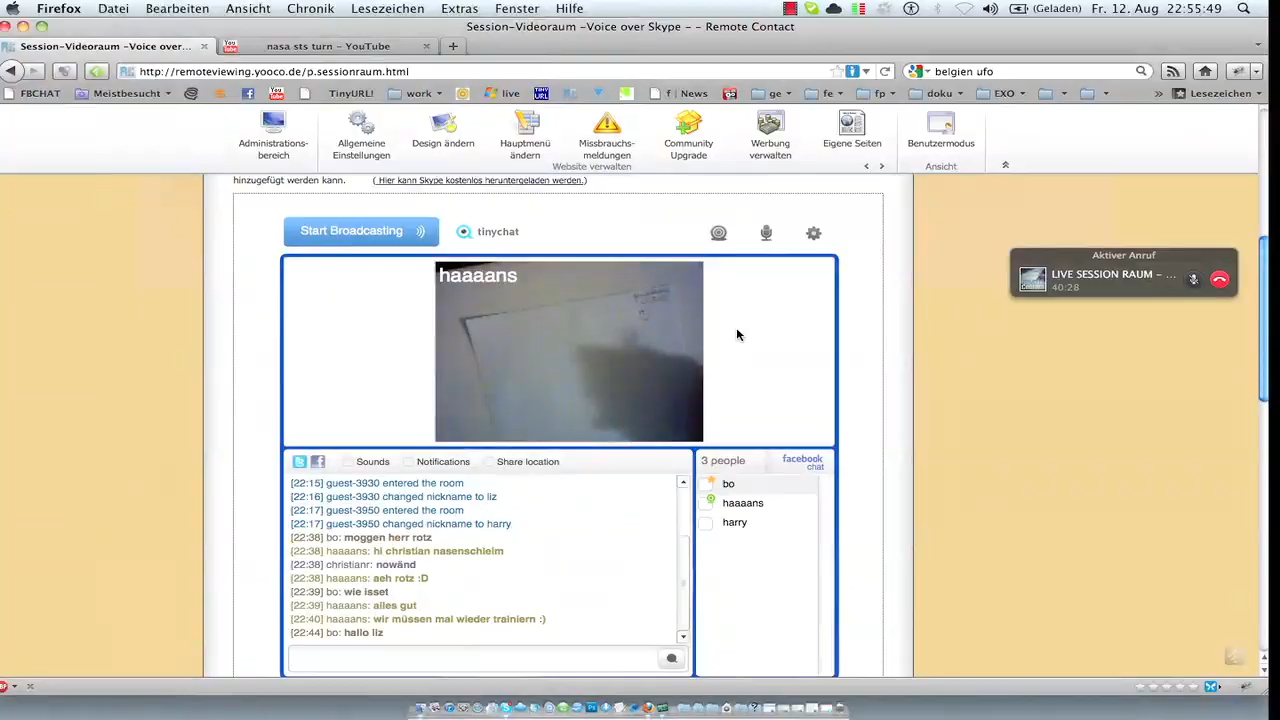 Firefox Datei Bearbeiten Ansicht Chronik Lesezeichen Extras Fenster Hilfe (Geladen) Fr. 12. Aug 22:55:49
Session-Videoraum -Voice over Skype - - Remote Contact
Session-Videoraum -Voice over... nasa sts turn - YouTube
http://remoteviewing.yooco.de/p.sessionraum.html belgien ufo
FBCHAT Meistbesucht TinyURL! work live f | News ge fe fp doku EXO Lesezeichen
Administrations-
bereich
Allgemeine
Einstellungen
Design ändern
Hauptmenü
ändern
Missbrauchs-
meldungen
Community
Upgrade
Werbung
verwalten
Eigene Seiten
Benutzermodus
Website verwalten
Ansicht
hinzugefügt werden kann. ( Hier kann Skype kostenlos heruntergeladen werden.)
Start Broadcasting tinychat
haaaans
Aktiver Anruf
LIVE SESSION RAUM – ...
40:28
Sounds Notifications Share location
3 people facebook
chat
[22:15] guest-3930 entered the room
[22:16] guest-3930 changed nickname to liz
[22:17] guest-3950 entered the room
[22:17] guest-3950 changed nickname to harry
[22:38] bo: moggen herr rotz
[22:38] haaaans: hi christian nasenschleim
[22:38] christianr: nowänd
[22:38] haaaans: aeh rotz :D
[22:39] bo: wie isset
[22:39] haaaans: alles gut
[22:40] haaaans: wir müssen mal wieder trainiern :)
[22:44] bo: hallo liz
bo
haaaans
harry